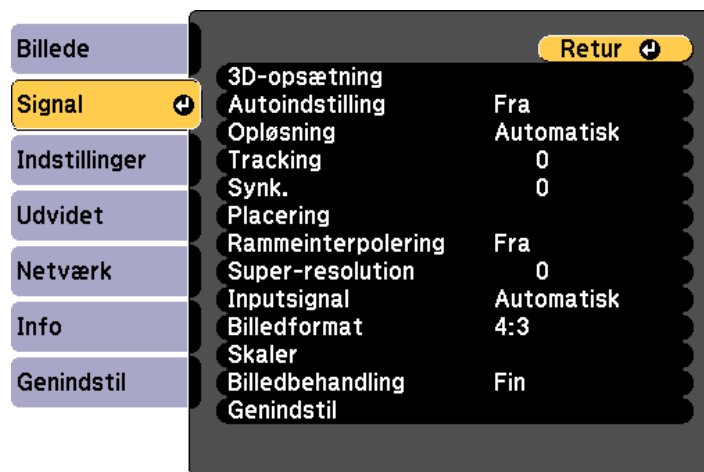 Billede
Signal
Indstillinger
Udvidet
Netværk
Info
Genindstil
Retur
3D-opsætning
Autoindstilling Fra
Opløsning Automatisk
Tracking 0
Synk. 0
Placering
Rammeinterpolering Fra
Super-resolution 0
Inputsignal Automatisk
Billedformat 4:3
Skaler
Billedbehandling Fin
Genindstil